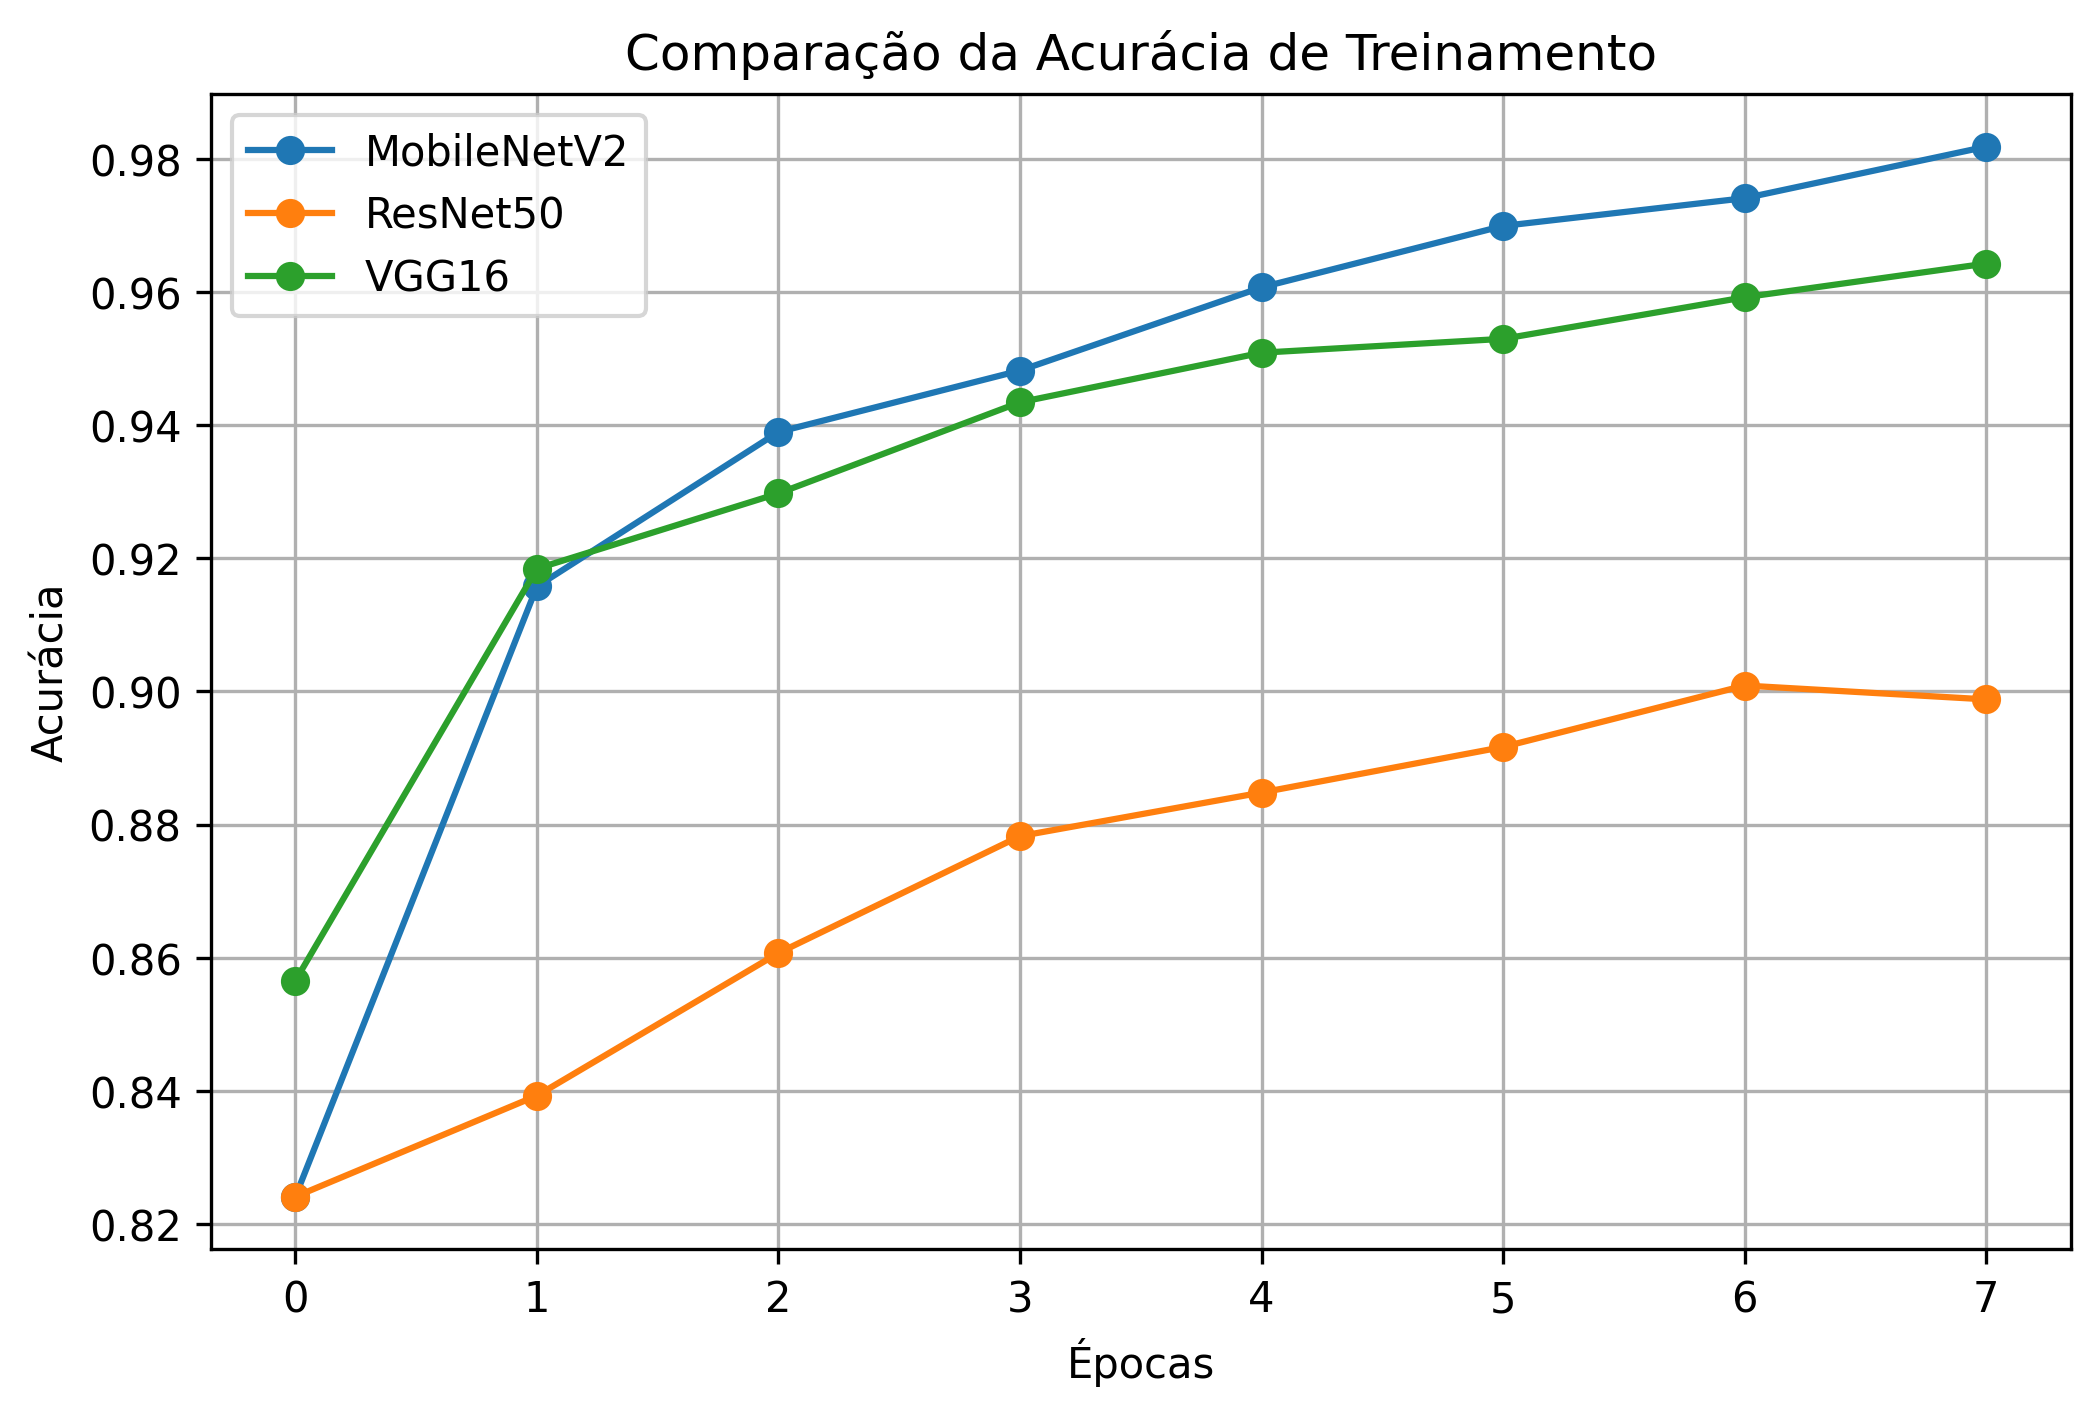 Comparação da Acurácia de Treinamento
MobileNetV2
ResNet50
VGG16
Acurácia
0.98
0.96
0.94
0.92
0.90
0.88
0.86
0.84
0.82
0 1 2 3 4 5 6 7
Épocas